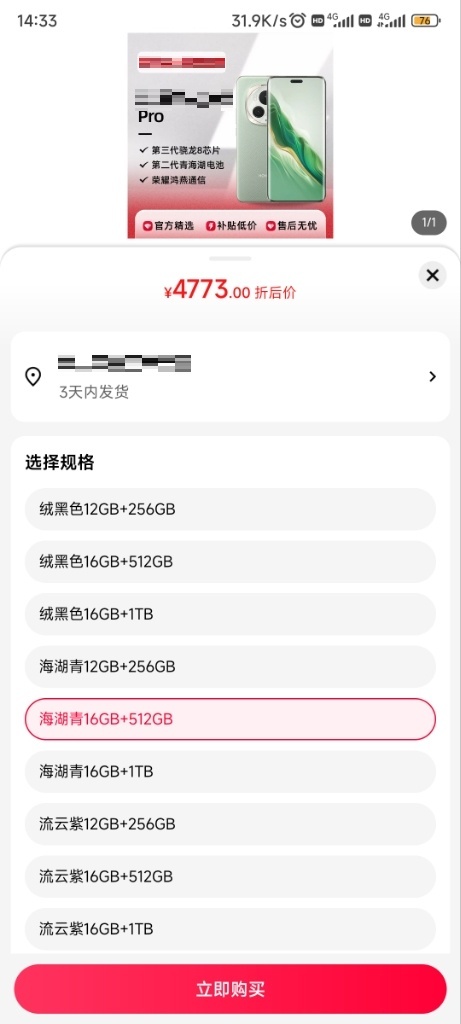 14:33
31.9K/s HD 4G HD 4G 76
Pro
第三代骁龙8芯片
第二代青海湖电池
荣耀鸿燕通信
官方精选 补贴低价 售后无忧
1/1
¥4773.00 折后价
3天内发货
选择规格
绒黑色12GB+256GB
绒黑色16GB+512GB
绒黑色16GB+1TB
海湖青12GB+256GB
海湖青16GB+512GB
海湖青16GB+1TB
流云紫12GB+256GB
流云紫16GB+512GB
流云紫16GB+1TB
立即购买